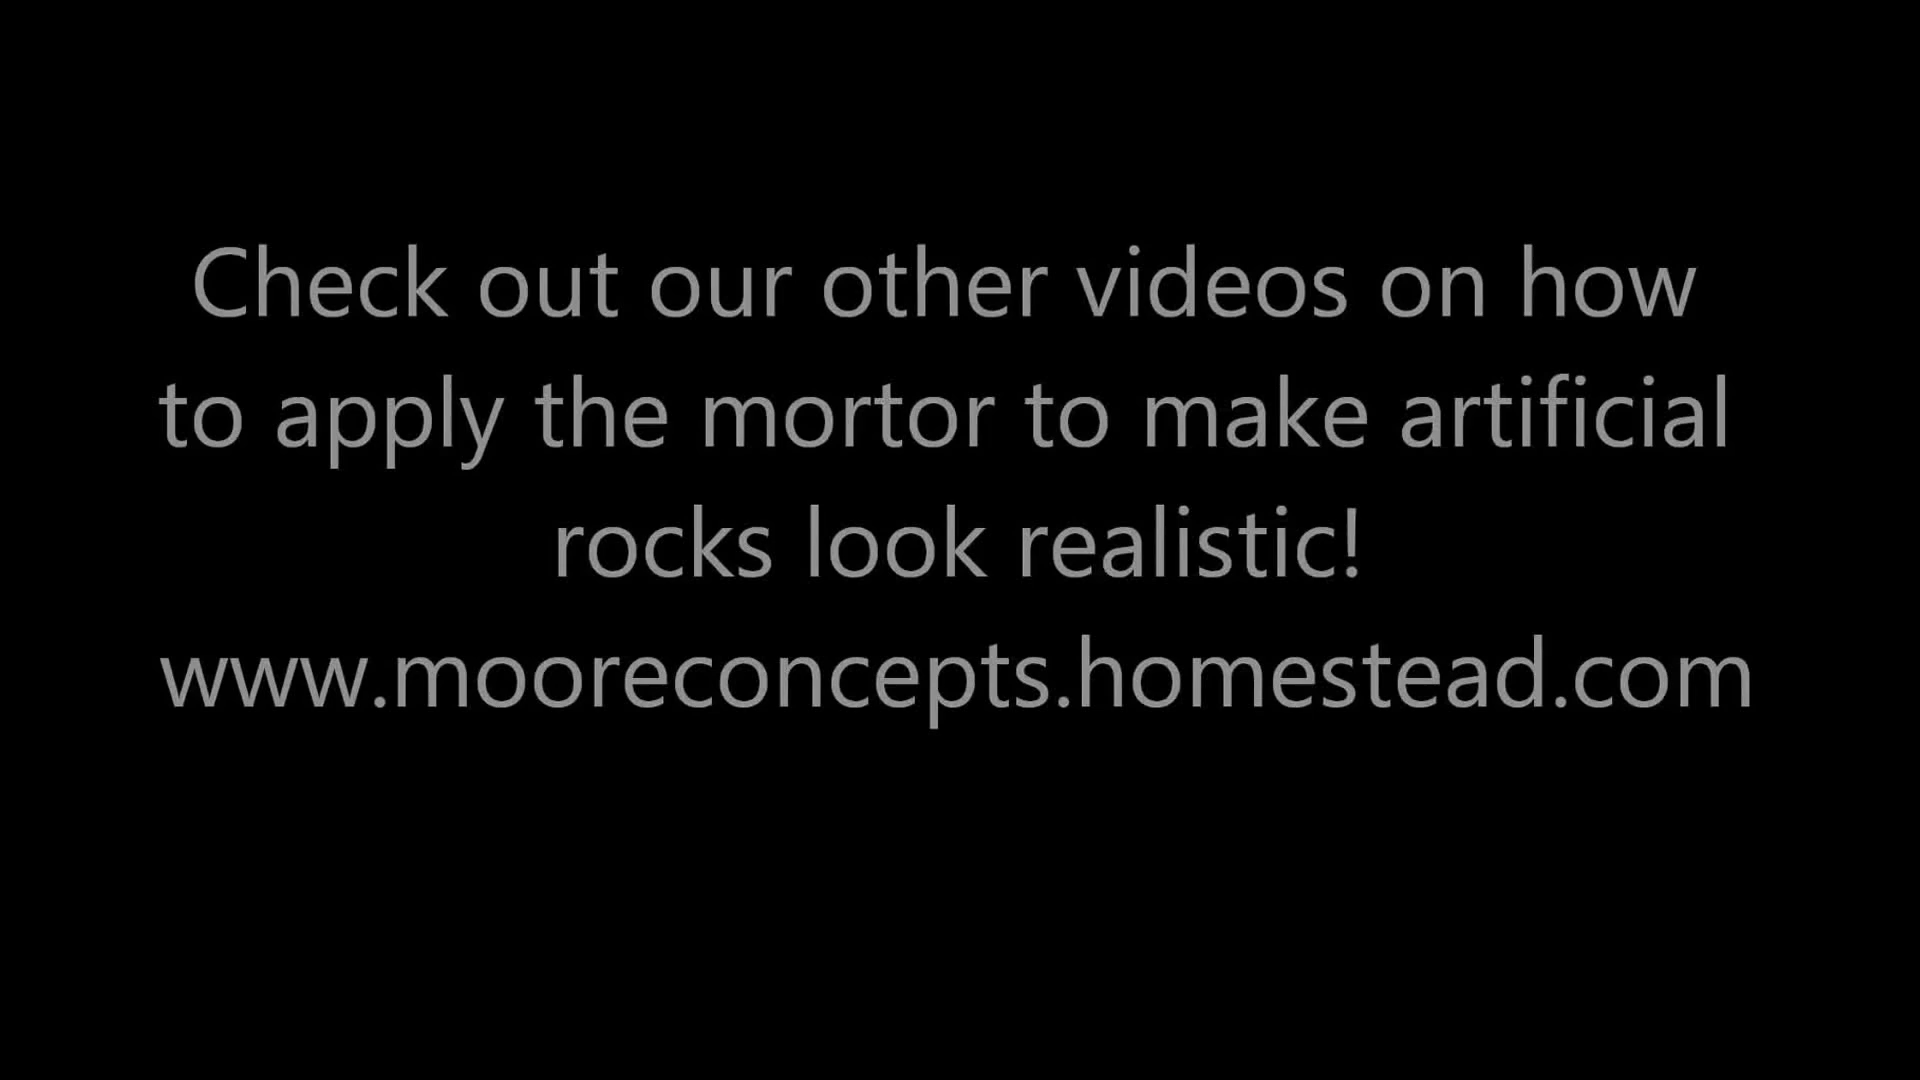 Check out our other videos on how
to apply the mortor to make artificial
rocks look realistic!
www.mooreconcepts.homestead.com